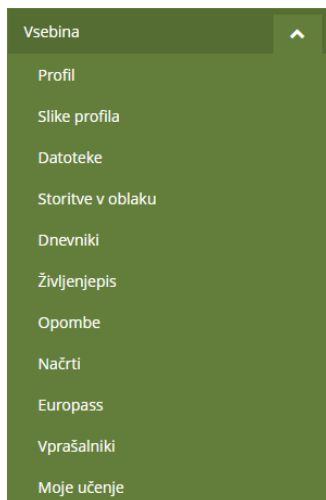 Vsebina
Profil
Slike profila
Datoteke
Storitve v oblaku
Dnevniki
Življenjepis
Opombe
Načrti
Europass
Vprašalniki
Moje učenje